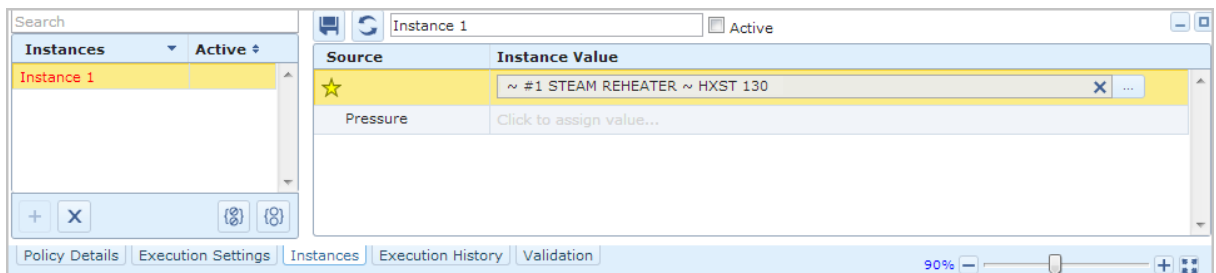 Search
Instance 1
Active
Instances Active
Source Instance Value
Instance 1
~ #1 STEAM REHEATER ~ HXST 130
...
Pressure Click to assign value...
Policy Details Execution Settings Instances Execution History Validation
90%